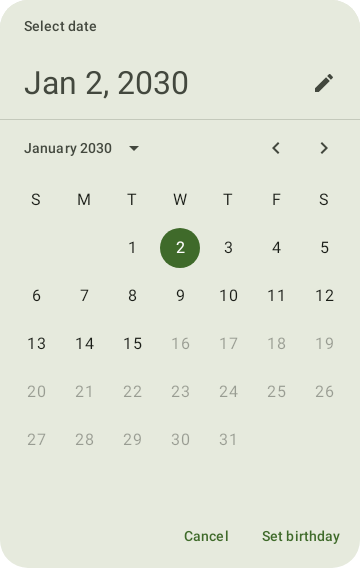 Select date
Jan 2, 2030
January 2030
S M T W T F S
1 2 3 4 5
6 7 8 9 10 11 12
13 14 15 16 17 18 19
20 21 22 23 24 25 26
27 28 29 30 31
Cancel Set birthday